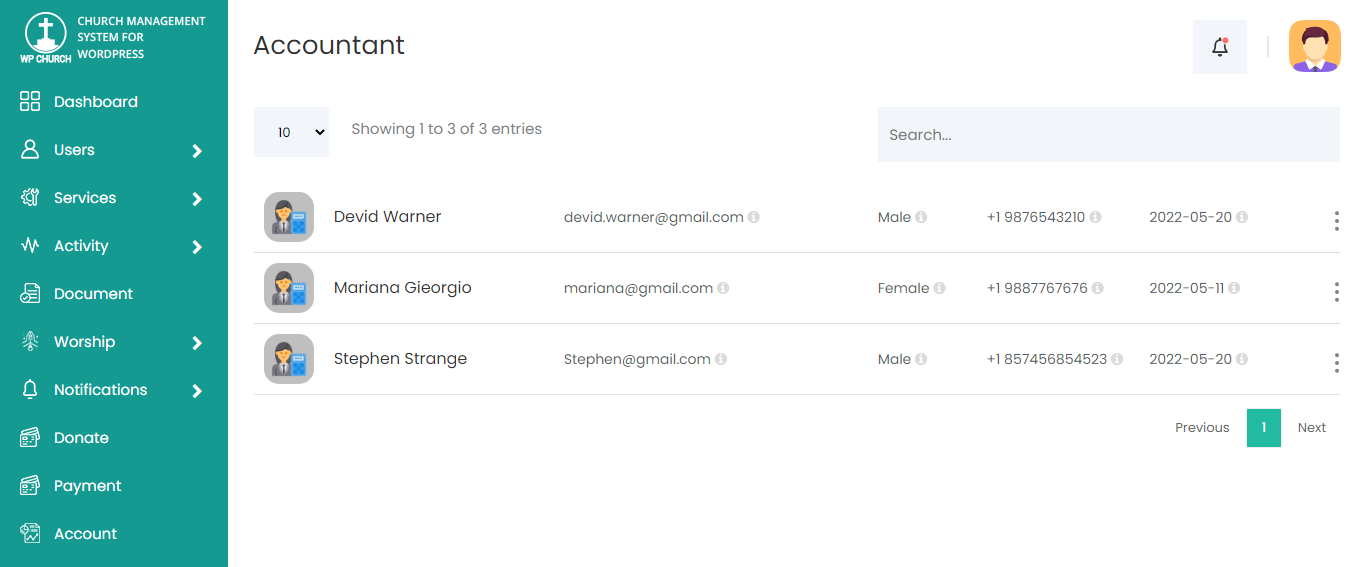 CHURCH MANAGEMENT
SYSTEM FOR
WORDPRESS
WP CHURCH
Dashboard
Users
Services
Activity
Document
Worship
Notifications
Donate
Payment
Account
Accountant
10 Showing 1 to 3 of 3 entries Search...
Devid Warner devid.warner@gmail.com Male +1 9876543210 2022-05-20
Mariana Gieorgio mariana@gmail.com Female +1 9887767676 2022-05-11
Stephen Strange Stephen@gmail.com Male +1 857456854523 2022-05-20
Previous 1 Next